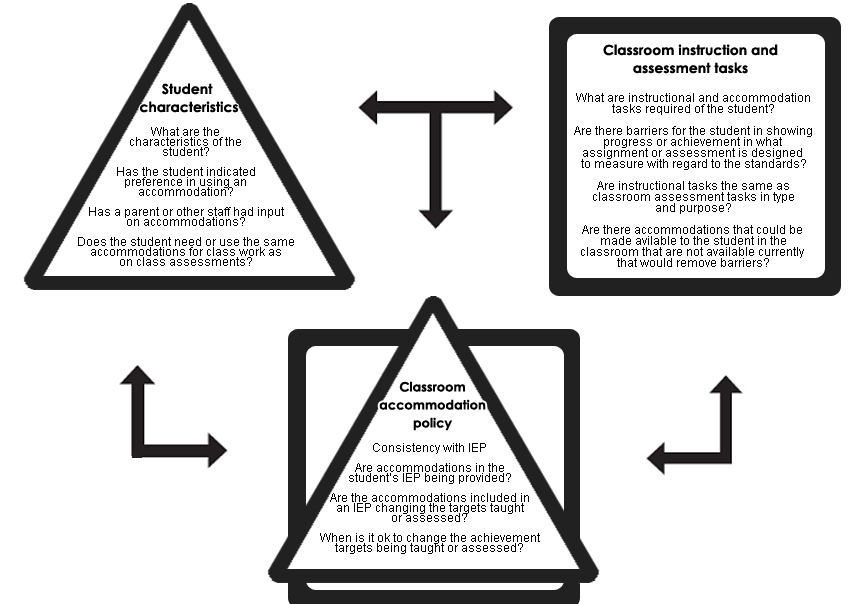 Student
characteristics
What are the
characteristics of the
student?
Has the student indicated
preference in using an
accommodation?
Has a parent or other staff had input
on accommodations?
Does the student need or use the same
accommodations for class work as
on class assessments?
Classroom instruction and
assessment tasks
What are instructional and accommodation
tasks required of the student?
Are there barriers for the student in showing
progress or achievement in what
assignment or assessment is designed
to measure with regard to the standards?
Are instructional tasks the same as
classroom assessment tasks in type
and purpose?
Are there accommodations that could be
made avilable to the student in the
classroom that are not available currently
that would remove barriers?
Classroom
accommodation
policy
Consistency with IEP
Are accommodations in the
student's IEP being provided?
Are the accommodations included in
an IEP changing the targets taught
or assessed?
When is it ok to change the achievement
targets being taught or assessed?